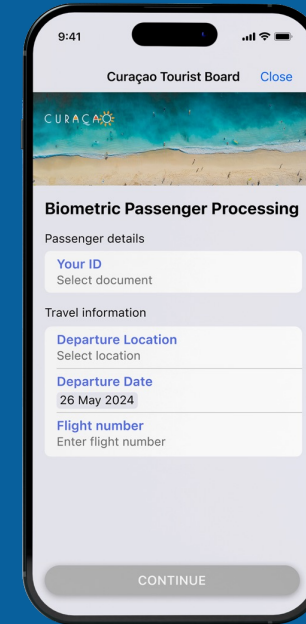 9:41
Curaçao Tourist Board Close
CURAÇAO
Biometric Passenger Processing
Passenger details
Your ID
Select document
Travel information
Departure Location
Select location
Departure Date
26 May 2024
Flight number
Enter flight number
CONTINUE